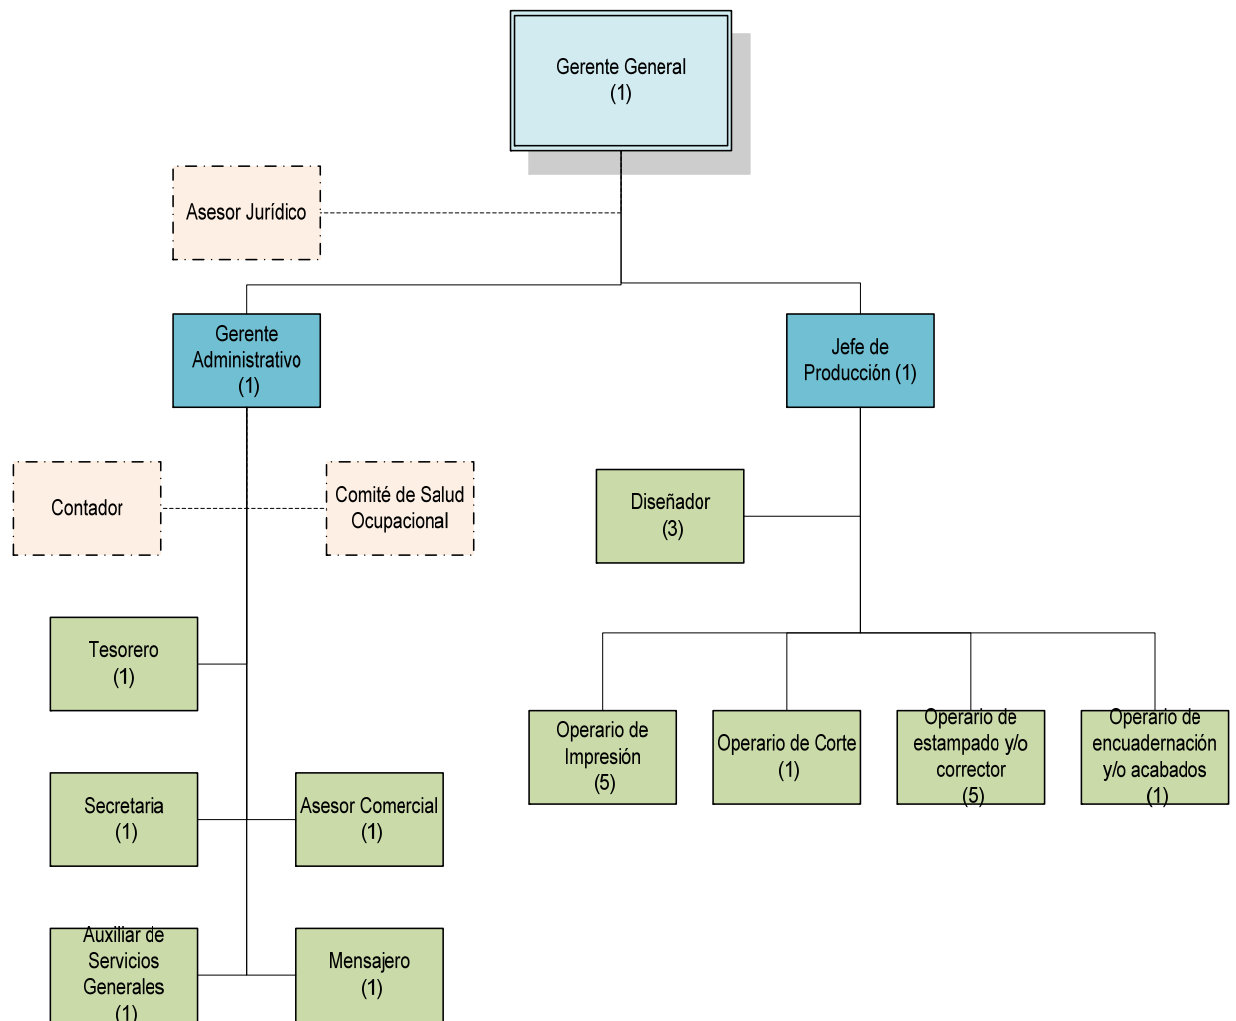 Gerente General
(1)
Asesor Jurídico
Gerente
Administrativo
(1)
Jefe de
Producción (1)
Contador
Comité de Salud
Ocupacional
Diseñador
(3)
Tesorero
(1)
Operario de
Impresión
(5)
Operario de Corte
(1)
Operario de
estampado y/o
corrector
(5)
Operario de
encuadernación
y/o acabados
(1)
Secretaria
(1)
Asesor Comercial
(1)
Auxiliar de
Servicios
Generales
(1)
Mensajero
(1)